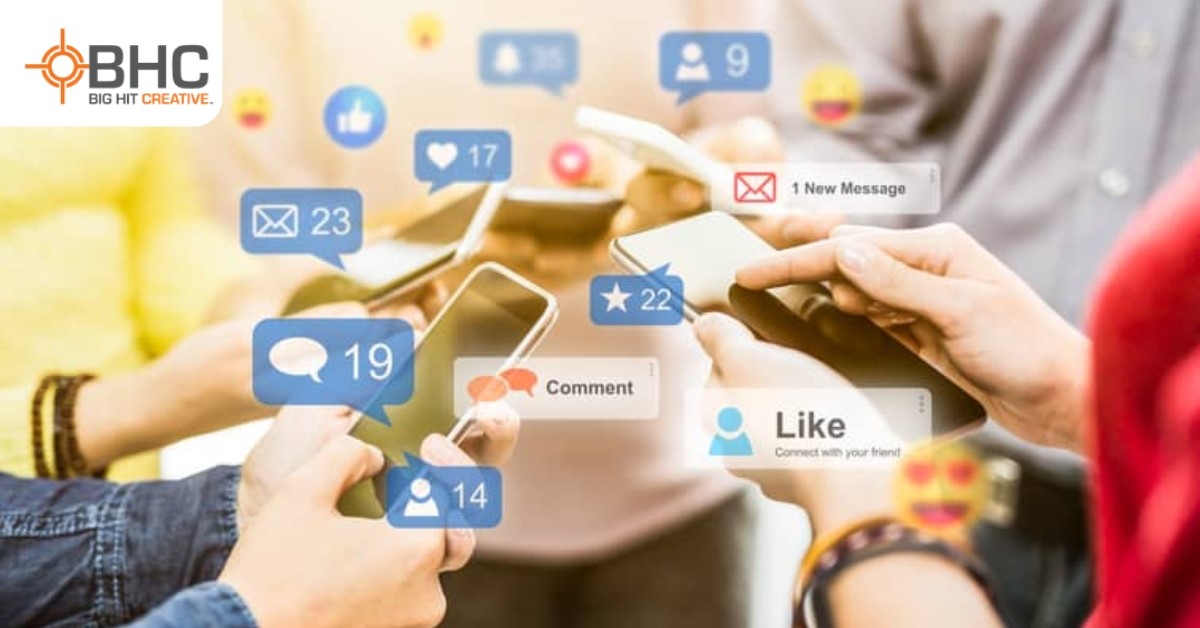 BHC
BIG HIT CREATIVE.
35
9
17
1 New Message
23
22
19
Comment
Like
Connect with your friend
14